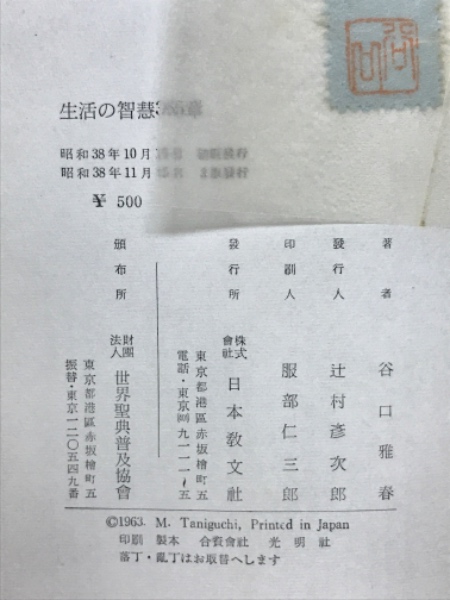 生活の智慧
昭和38年10月
昭和38年11月
¥ 500
著者 谷口雅春
發行人 辻村彥次郎
印刷人 服部仁三郎
發行所 株式會社 日本敎文社
東京都港區赤坂檜町五
電話・東京 九一一一~五
頒布所 財團法人 世界聖典普及協會
東京都港區赤坂檜町五
振替・東京一二〇五四九番
©1963. M. Taniguchi, Printed in Japan
印刷 製本 合資會社 光明社
落丁・亂丁はお取替へします